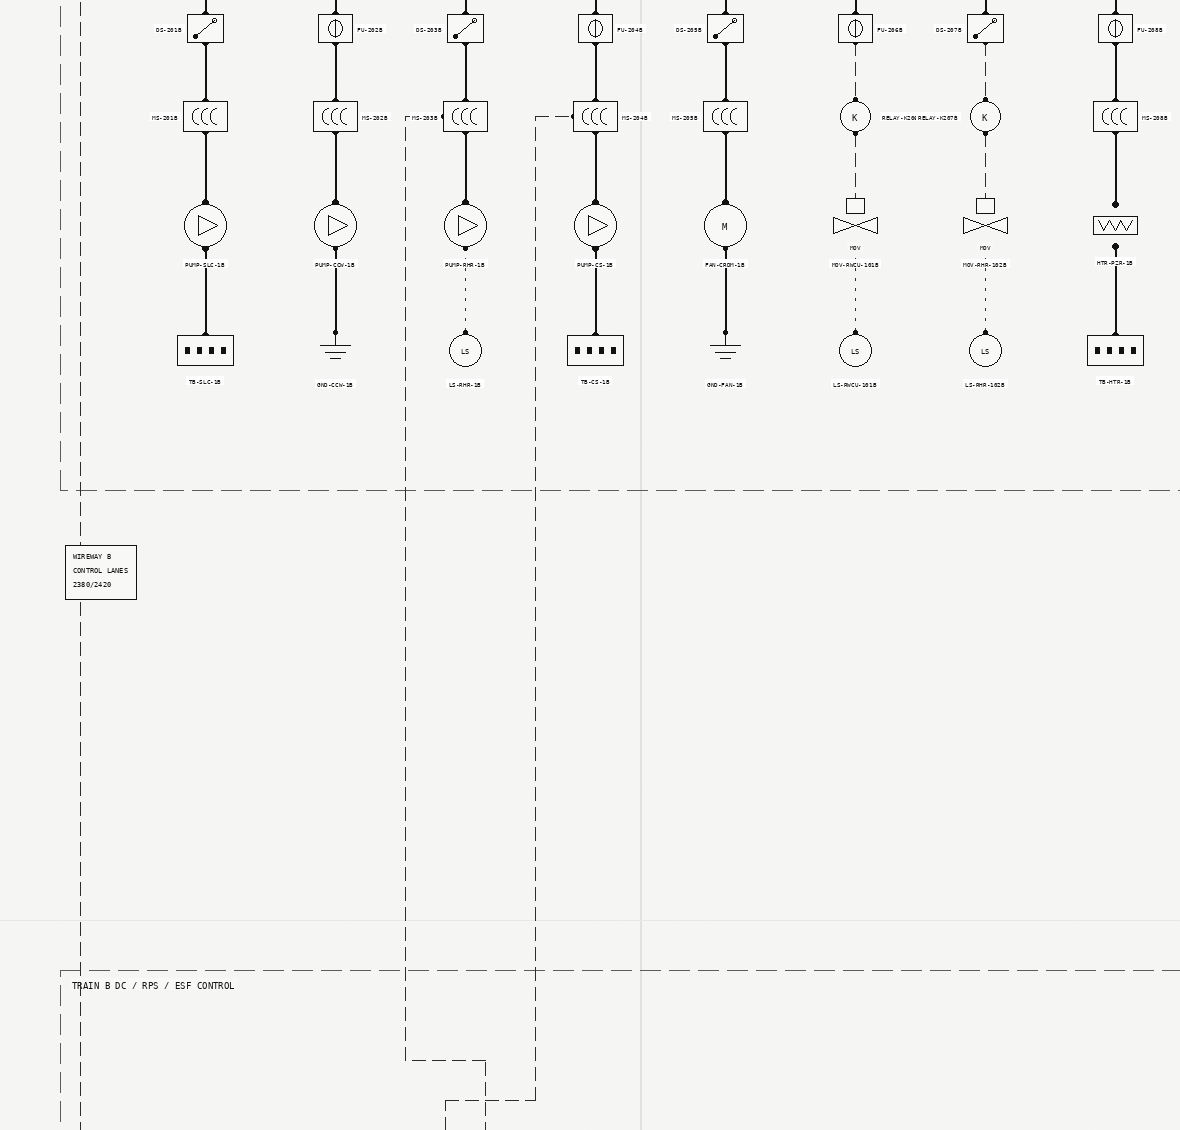 DS-201B
FU-202B
DS-203B
FU-204B
DS-205B
FU-206B
DS-207B
FU-208B
MS-201B
MS-202B
MS-203B
MS-204B
MS-205B
K
RELAY-K206
RELAY-K207B
K
MS-208B
M
MOV
MOV
PUMP-SLC-1B
PUMP-CCW-1B
PUMP-RHR-1B
PUMP-CS-1B
FAN-CRDM-1B
MOV-RWCU-101B
MOV-RHR-102B
HTR-PZR-1B
LS
LS
LS
TB-SLC-1B
GND-CCW-1B
LS-RHR-1B
TB-CS-1B
GND-FAN-1B
LS-RWCU-101B
LS-RHR-102B
TB-HTR-1B
WIREWAY B
CONTROL LANES
2380/2420
TRAIN B DC / RPS / ESF CONTROL